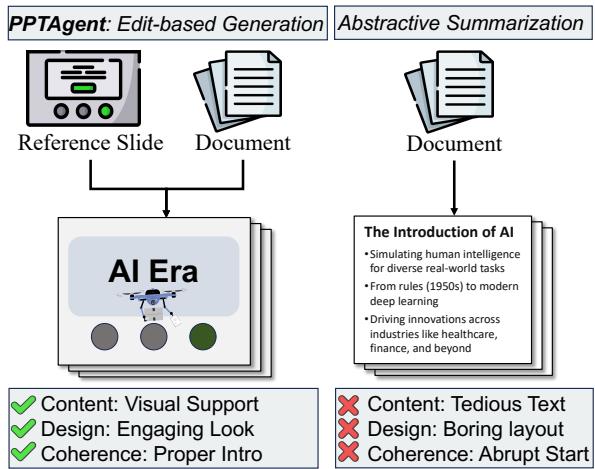 PPTAgent: Edit-based Generation
Reference Slide
Document
AI Era
Content: Visual Support
Design: Engaging Look
Coherence: Proper Intro
Abstractive Summarization
Document
The Introduction of AI
•Simulating human intelligence
for diverse real-world tasks
•From rules (1950s) to modern
deep learning
•Driving innovations across
industries like healthcare,
finance, and beyond
Content: Tedious Text
Design: Boring layout
Coherence: Abrupt Start